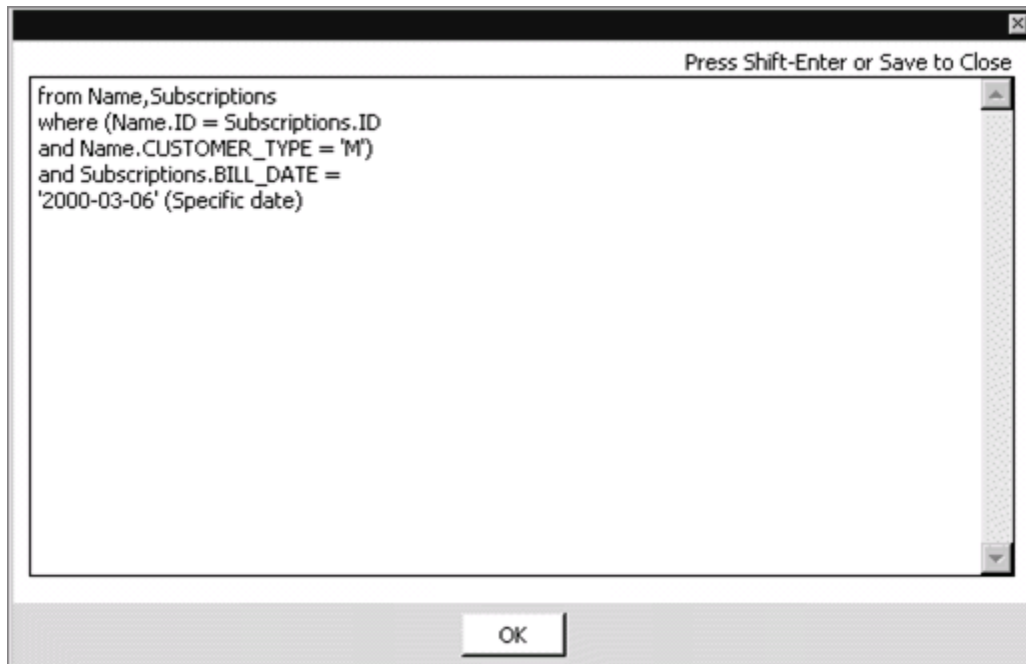 Press Shift-Enter or Save to Close
from Name,Subscriptions
where (Name.ID = Subscriptions.ID
and Name.CUSTOMER_TYPE = 'M')
and Subscriptions.BILL_DATE =
'2000-03-06' (Specific date)
OK